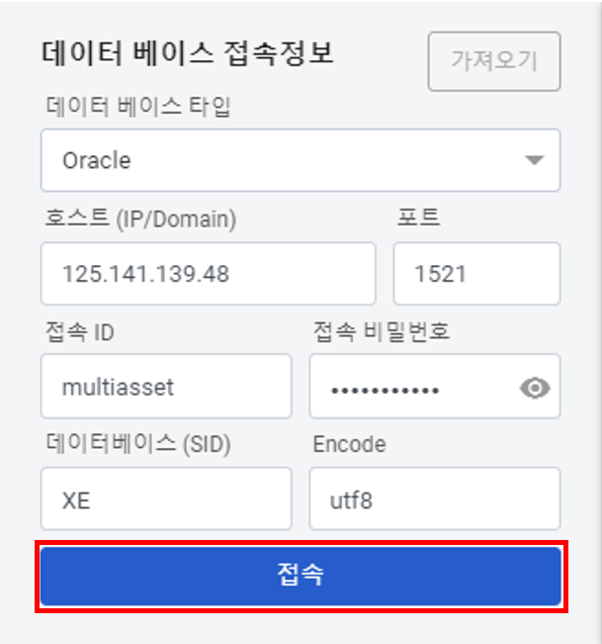 데이터 베이스 접속정보
가져오기
데이터 베이스 타입
Oracle
호스트 (IP/Domain) 포트
125.141.139.48 1521
접속 ID 접속 비밀번호
multiasset •••••••••••
데이터베이스 (SID) Encode
XE utf8
접속